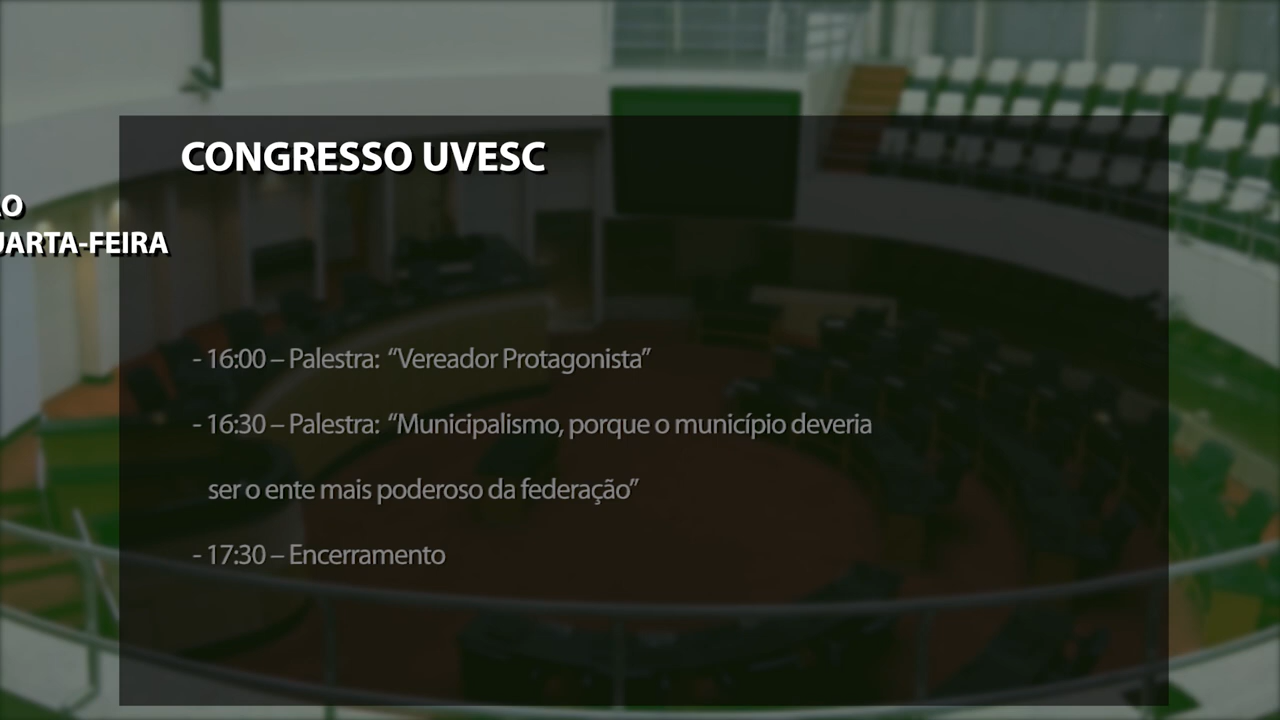 CONGRESSO UVESC
UARTA-FEIRA
- 16:00 – Palestra: “Vereador Protagonista”
- 16:30 – Palestra: “Municipalismo, porque o município deveria
ser o ente mais poderoso da federação”
- 17:30 – Encerramento